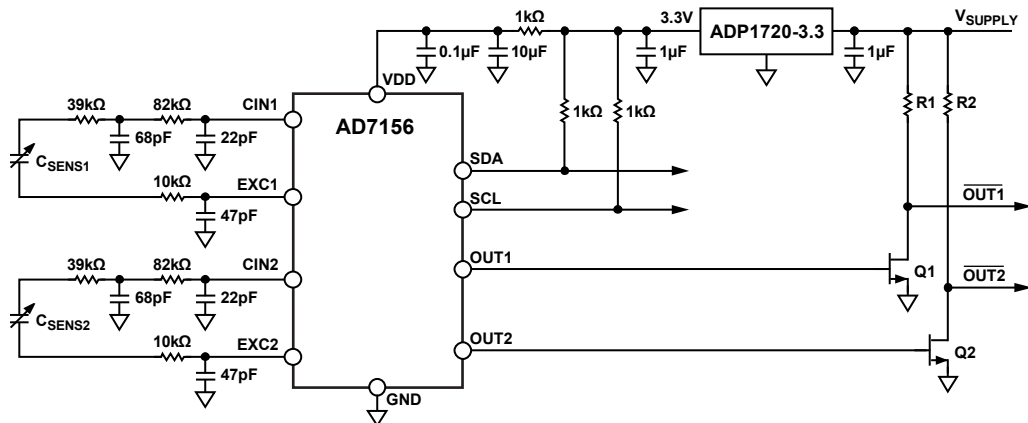 1kΩ
3.3V
ADP1720-3.3
VSUPPLY
0.1µF
10µF
1µF
1µF
VDD
R1
R2
39kΩ
82kΩ
CIN1
AD7156
1kΩ
1kΩ
68pF
22pF
CSENS1
SDA
10kΩ
EXC1
SCL
OUT1
47pF
39kΩ
82kΩ
CIN2
OUT1
Q1
OUT2
68pF
22pF
CSENS2
10kΩ
EXC2
OUT2
Q2
47pF
GND